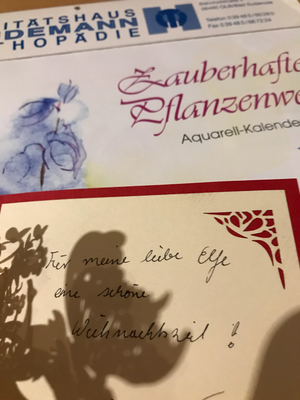 ITÄTSHAUS
DEMANN
THOPÄDIE
Zauberhafte
Pflanzenwe
Aquarell-Kalende
Für meine liebe Elfe
eine schöne
Weihnachtszeit !